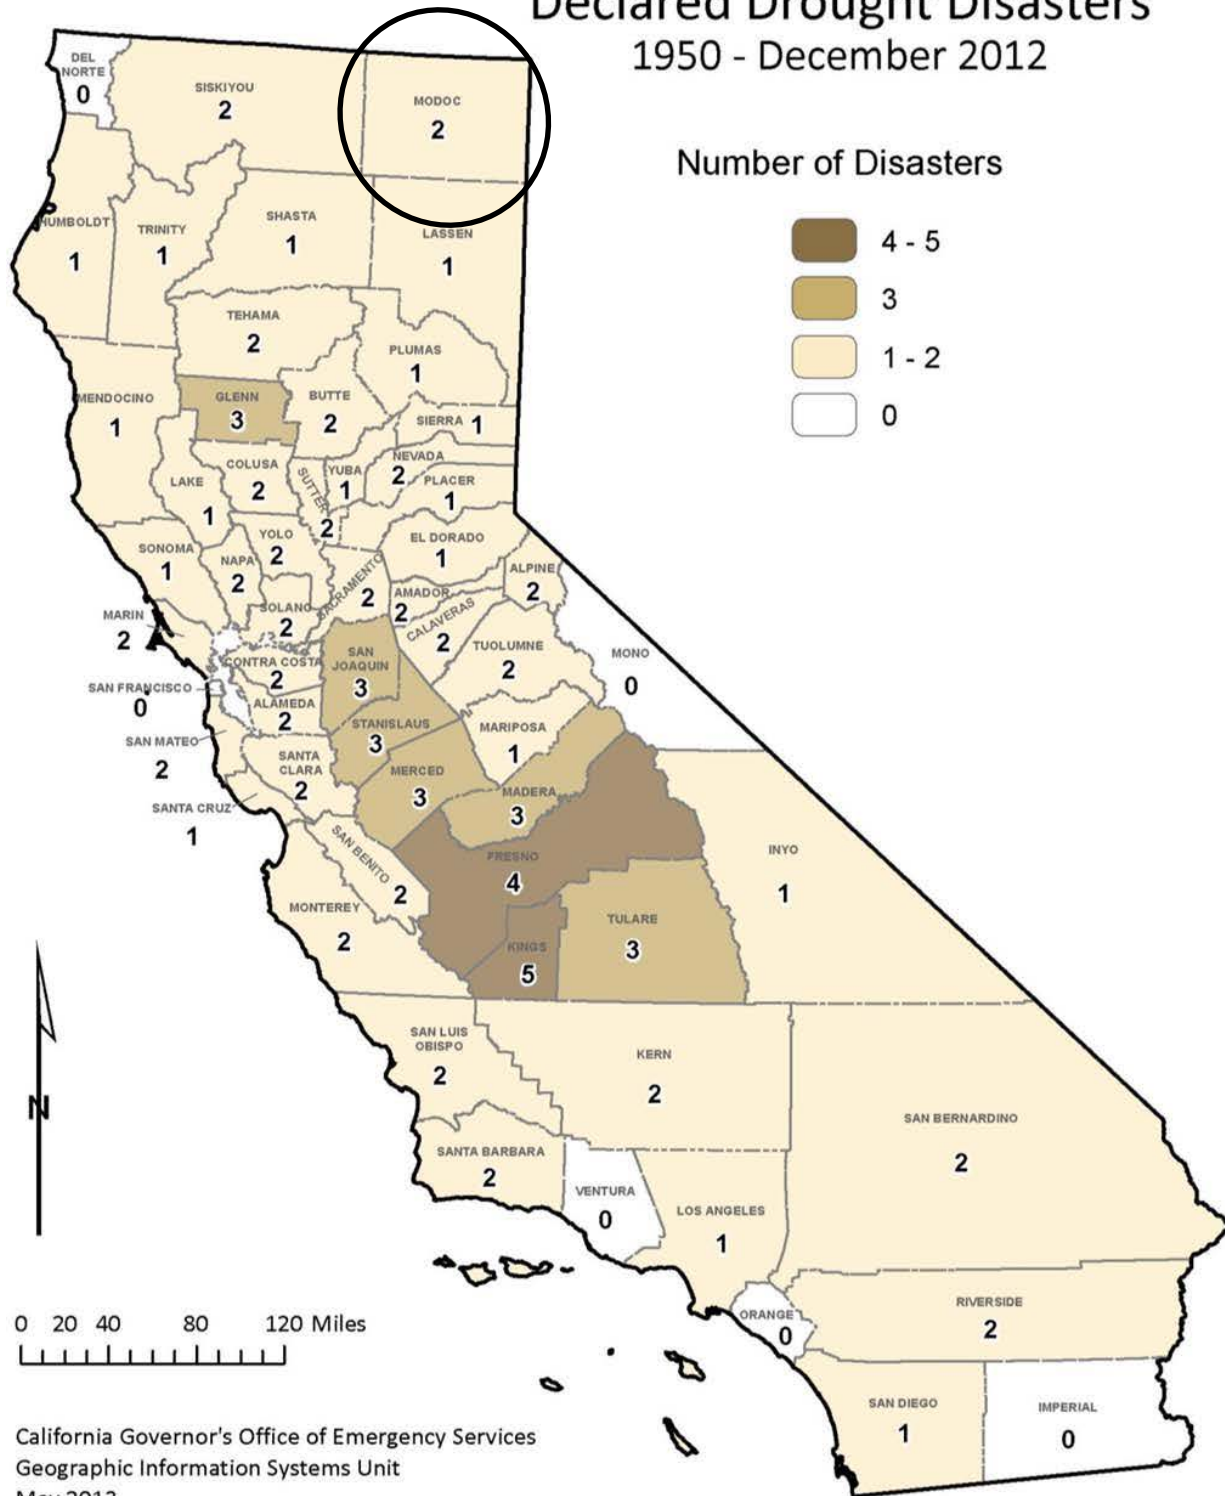 Declared Drought Disasters
1950 - December 2012
Number of Disasters
4 - 5
3
1 - 2
0
DEL
NORTE
0
SISKIYOU
2
MODOC
2
HUMBOLDT
1
TRINITY
1
SHASTA
1
LASSEN
1
TEHAMA
2
PLUMAS
1
MENDOCINO
1
GLENN
3
BUTTE
2
SIERRA 1
COLUSA
2
LAKE
1
SUTTER
2
YUBA
1
NEVADA
2
PLACER
1
SONOMA
1
NAPA
2
YOLO
2
SACRAMENTO
2
EL DORADO
1
ALPINE
2
AMADOR
2
CALAVERAS
2
SOLANO
2
MARIN
2
CONTRA COSTA
2
SAN
JOAQUIN
3
TUOLUMNE
2
MONO
0
SAN FRANCISCO
0
ALAMEDA
2
STANISLAUS
3
MARIPOSA
1
SAN MATEO
2
SANTA
CLARA
2
MERCED
3
MADERA
3
SANTA CRUZ
1
SAN BENITO
2
FRESNO
4
INYO
1
MONTEREY
2
KINGS
5
TULARE
3
SAN LUIS
OBISPO
2
KERN
2
SAN BERNARDINO
2
SANTA BARBARA
2
VENTURA
0
LOS ANGELES
1
ORANGE
0
RIVERSIDE
2
SAN DIEGO
1
IMPERIAL
0
N
0 20 40 80 120 Miles
California Governor's Office of Emergency Services
Geographic Information Systems Unit
May 2013